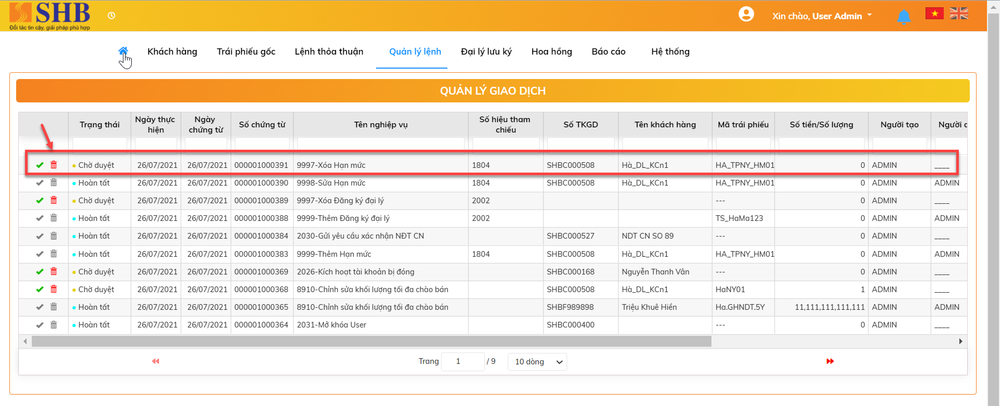 SHB
Đối tác tin cậy, giải pháp phù hợp
Xin chào, User Admin
Khách hàng Trái phiếu gốc Lệnh thỏa thuận Quản lý lệnh Đại lý lưu ký Hoa hồng Báo cáo Hệ thống
QUẢN LÝ GIAO DỊCH
Trạng thái Ngày thực hiện Ngày chứng từ Số chứng từ Tên nghiệp vụ Số hiệu tham chiếu Số TKGD Tên khách hàng Mã trái phiếu Số tiền/Số lượng Người tạo Người
Chờ duyệt 26/07/2021 26/07/2021 000001000391 9997-Xóa Hạn mức 1804 SHBC000508 Hà_DL_KCn1 HA_TPNY_HM01 0 ADMIN ____
Hoàn tất 26/07/2021 26/07/2021 000001000390 9998-Sửa Hạn mức 1804 SHBC000508 Hà_DL_KCn1 HA_TPNY_HM01 0 ADMIN ADMIN
Chờ duyệt 26/07/2021 26/07/2021 000001000389 9997-Xóa Đăng ký đại lý 2002 --- 0 ADMIN ____
Hoàn tất 26/07/2021 26/07/2021 000001000388 9999-Thêm Đăng ký đại lý 2002 TS_HaMa123 0 ADMIN ADMIN
Hoàn tất 26/07/2021 26/07/2021 000001000384 2030-Gửi yêu cầu xác nhận NĐT CN SHBC000527 NDT CN SO 89 --- 0 ADMIN ____
Hoàn tất 26/07/2021 26/07/2021 000001000383 9999-Thêm Hạn mức 1804 SHBC000508 Hà_DL_KCn1 HA_TPNY_HM01 0 ADMIN ADMIN
Chờ duyệt 26/07/2021 26/07/2021 000001000369 2026-Kích hoạt tài khoản bị đóng SHBC000168 Nguyễn Thanh Vân --- 0 ADMIN ____
Chờ duyệt 26/07/2021 26/07/2021 000001000368 8910-Chỉnh sửa khối lượng tối đa chào bán SHBC000508 Hà_DL_KCn1 HaNY01 1 ADMIN ____
Hoàn tất 26/07/2021 26/07/2021 000001000365 8910-Chỉnh sửa khối lượng tối đa chào bán SHBF989898 Triệu Khuê Hiền Ha.GHNDT.5Y 11,111,111,111,111 ADMIN ADMIN
Hoàn tất 26/07/2021 26/07/2021 000001000364 2031-Mở khóa User SHBC000400 --- 0 ADMIN ____
Trang 1 / 9 10 dòng